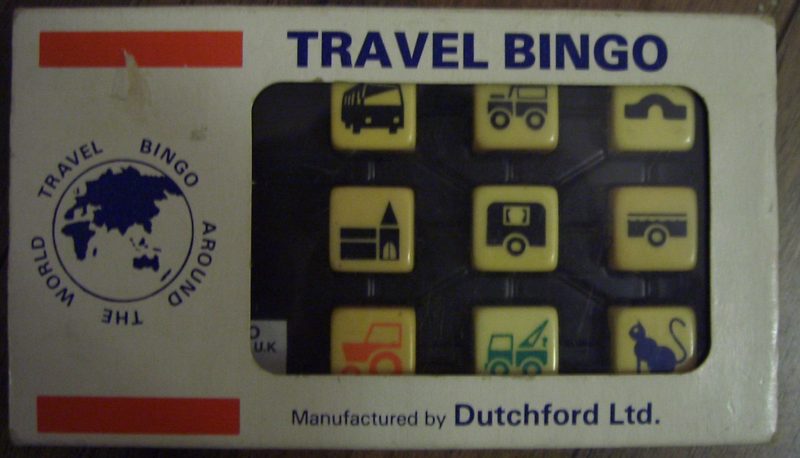 TRAVEL BINGO
TRAVEL BINGO
AROUND THE WORLD
U.K
Manufactured by Dutchford Ltd.